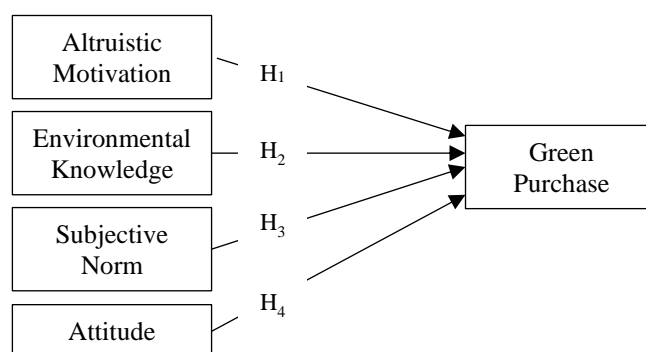 Altruistic
Motivation
H1
Environmental
Knowledge
H2
Green
Purchase
Subjective
Norm
H3
Attitude
H4